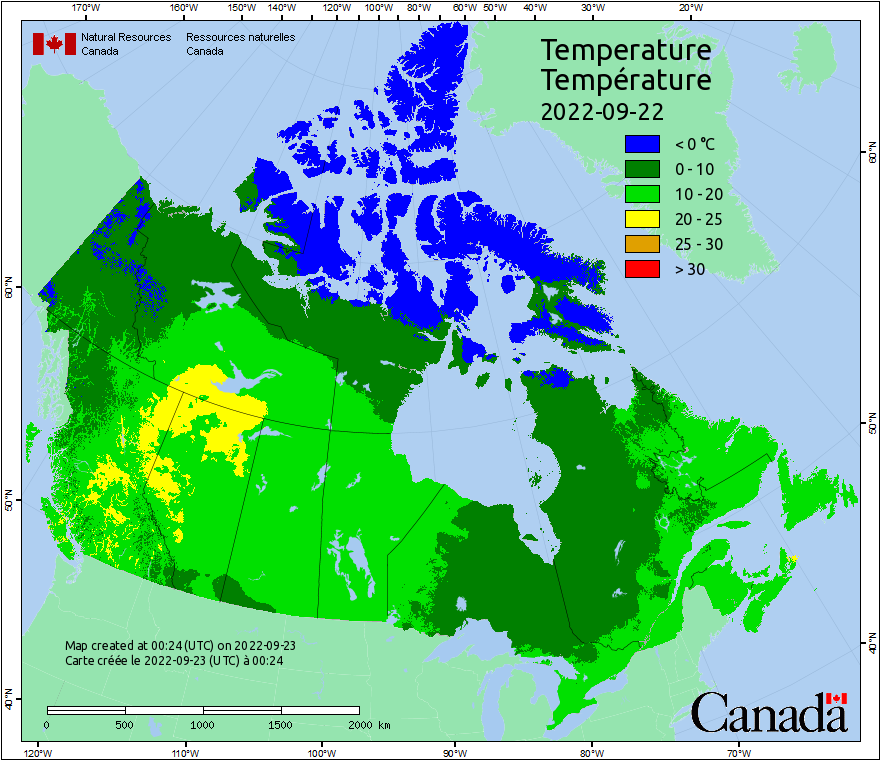 170°W 160°W 150°W 140°W 120°W 100°W 80°W 60°W 50°W 40°W 30°W 20°W
Natural Resources Ressources naturelles
Canada Canada
Temperature
Température
2022-09-22
< 0 °C
0 - 10
10 - 20
20 - 25
25 - 30
> 30
60°N
60°N
50°N
50°N
40°N
40°N
Map created at 00:24 (UTC) on 2022-09-23
Carte créée le 2022-09-23 (UTC) à 00:24
0 500 1000 1500 2000 km
Canada
120°W 110°W 100°W 90°W 80°W 70°W